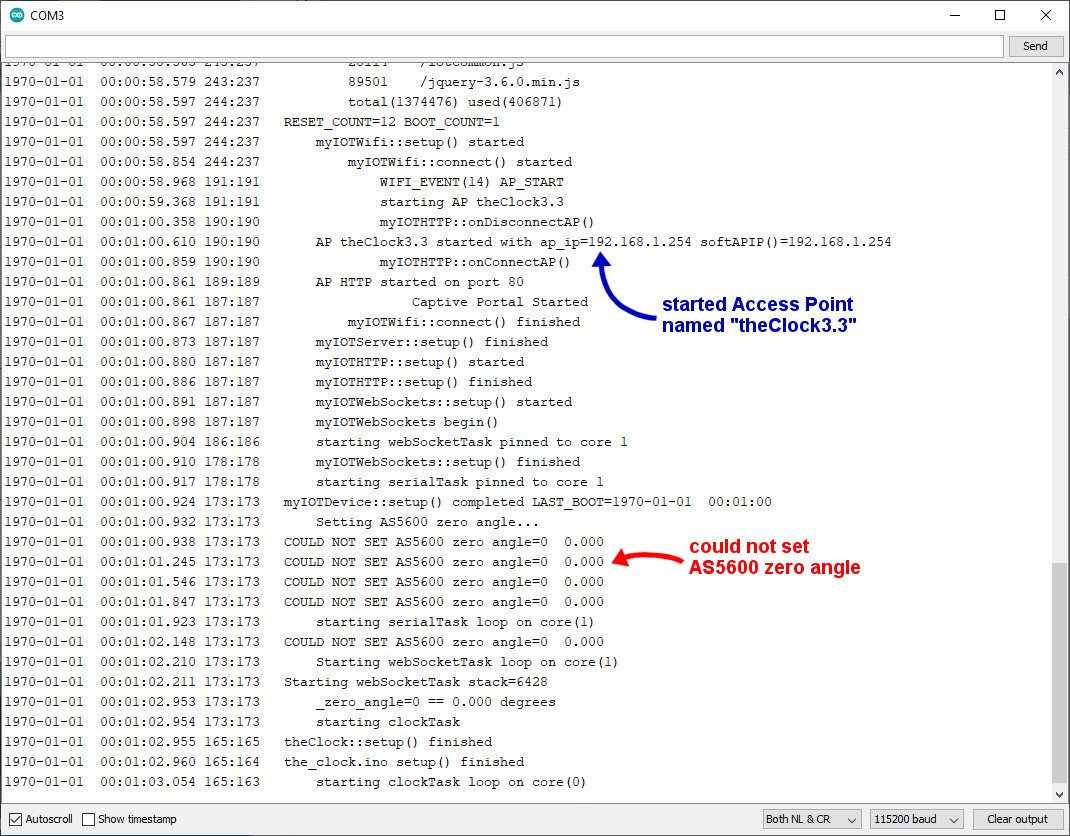 COM3
Send
1970-01-01 00:00:58.579 243:237 89501 /jquery-3.6.0.min.js
1970-01-01 00:00:58.597 244:237 total(1374476) used(406871)
1970-01-01 00:00:58.597 244:237 RESET_COUNT=12 BOOT_COUNT=1
1970-01-01 00:00:58.597 244:237 myIOTWifi::setup() started
1970-01-01 00:00:58.854 244:237 myIOTWifi::connect() started
1970-01-01 00:00:58.968 191:191 WIFI_EVENT(14) AP_START
1970-01-01 00:00:59.368 191:191 starting AP theClock3.3
1970-01-01 00:01:00.358 190:190 myIOTHTTP::onDisconnectAP()
1970-01-01 00:01:00.610 190:190 AP theClock3.3 started with ap_ip=192.168.1.254 softAPIP()=192.168.1.254
1970-01-01 00:01:00.859 190:190 myIOTHTTP::onConnectAP()
1970-01-01 00:01:00.861 189:189 AP HTTP started on port 80
1970-01-01 00:01:00.861 187:187 Captive Portal Started
started Access Point
named "theClock3.3"
1970-01-01 00:01:00.867 187:187 myIOTWifi::connect() finished
1970-01-01 00:01:00.873 187:187 myIOTServer::setup() finished
1970-01-01 00:01:00.880 187:187 myIOTHTTP::setup() started
1970-01-01 00:01:00.886 187:187 myIOTHTTP::setup() finished
1970-01-01 00:01:00.891 187:187 myIOTWebSockets::setup() started
1970-01-01 00:01:00.898 187:187 myIOTWebSockets begin()
1970-01-01 00:01:00.904 186:186 starting webSocketTask pinned to core 1
1970-01-01 00:01:00.910 178:178 myIOTWebSockets::setup() finished
1970-01-01 00:01:00.917 178:178 starting serialTask pinned to core 1
1970-01-01 00:01:00.924 173:173 myIOTDevice::setup() completed LAST_BOOT=1970-01-01 00:01:00
1970-01-01 00:01:00.932 173:173 Setting AS5600 zero angle...
1970-01-01 00:01:00.938 173:173 COULD NOT SET AS5600 zero angle=0 0.000
1970-01-01 00:01:01.245 173:173 COULD NOT SET AS5600 zero angle=0 0.000
could not set
AS5600 zero angle
1970-01-01 00:01:01.546 173:173 COULD NOT SET AS5600 zero angle=0 0.000
1970-01-01 00:01:01.847 173:173 COULD NOT SET AS5600 zero angle=0 0.000
1970-01-01 00:01:01.923 173:173 starting serialTask loop on core(1)
1970-01-01 00:01:02.148 173:173 COULD NOT SET AS5600 zero angle=0 0.000
1970-01-01 00:01:02.210 173:173 Starting webSocketTask loop on core(1)
1970-01-01 00:01:02.211 173:173 Starting webSocketTask stack=6428
1970-01-01 00:01:02.953 173:173 _zero_angle=0 == 0.000 degrees
1970-01-01 00:01:02.954 173:173 starting clockTask
1970-01-01 00:01:02.955 165:165 theClock::setup() finished
1970-01-01 00:01:02.960 165:164 the_clock.ino setup() finished
1970-01-01 00:01:03.054 165:163 starting clockTask loop on core(0)
Autoscroll Show timestamp Both NL & CR 115200 baud Clear output